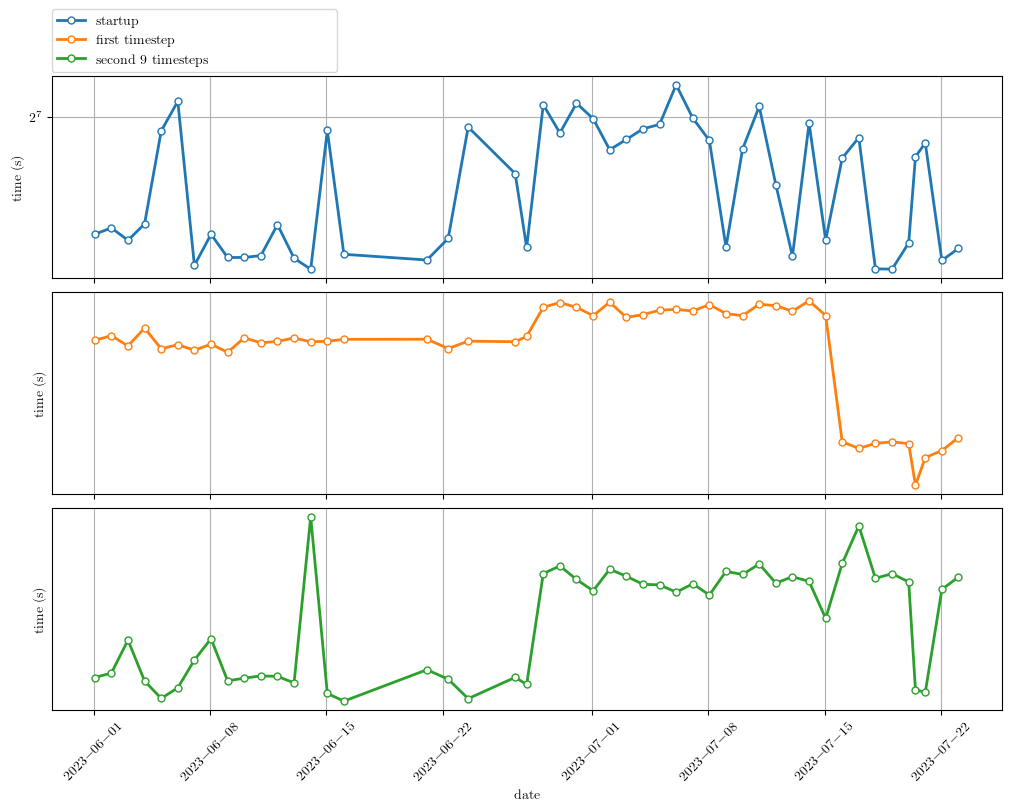 startup
first timestep
second 9 timesteps
2⁷
time (s)
time (s)
time (s)
2023−06−01
2023−06−08
2023−06−15
2023−06−22
2023−07−01
2023−07−08
2023−07−15
2023−07−22
date